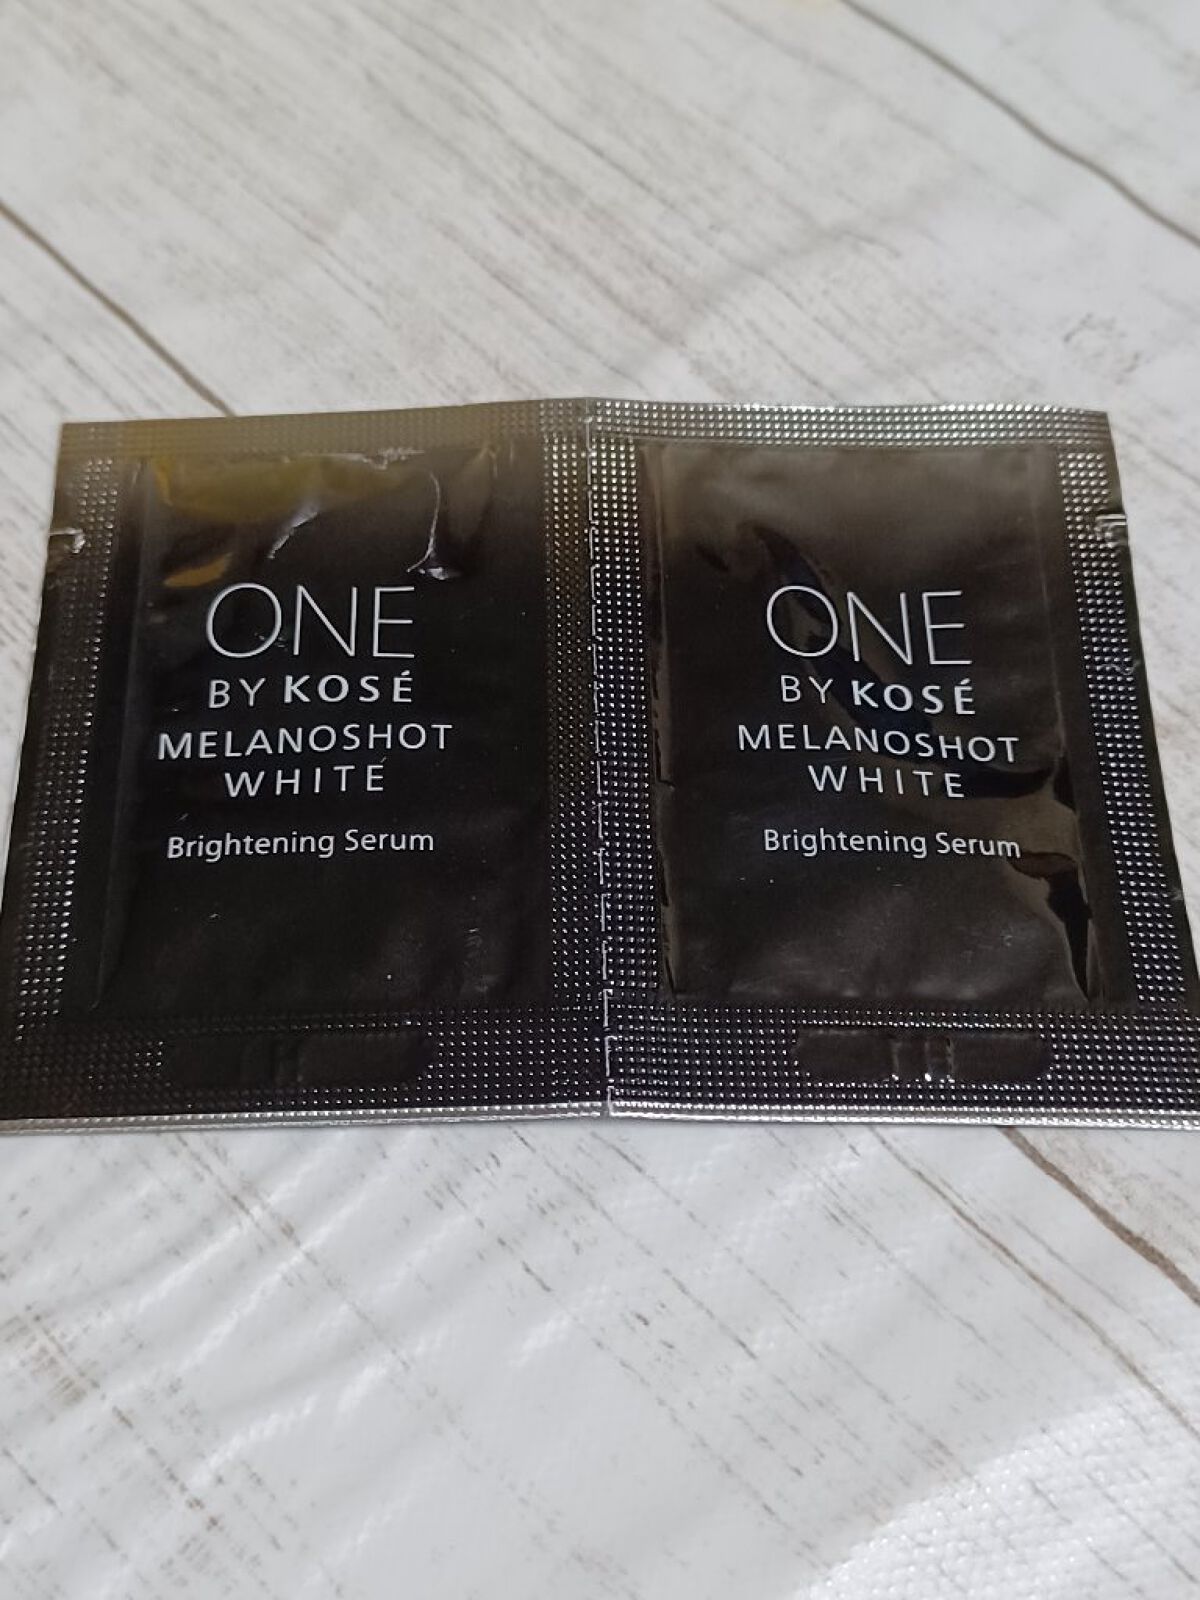 ONE
BY KOSÉ
MELANOSHOT
WHITE
Brightening Serum
ONE
BY KOSÉ
MELANOSHOT
WHITE
Brightening Serum